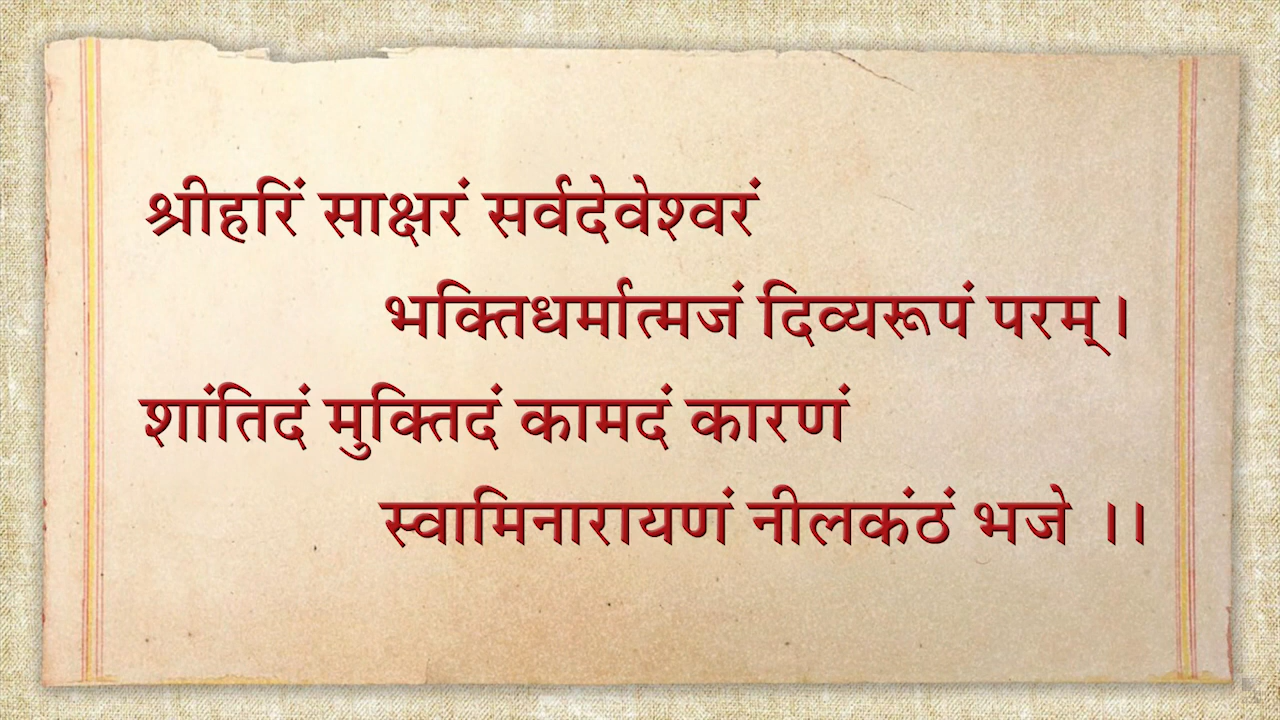 श्रीहरिं साक्षरं सर्वदेवेश्वरं
भक्तिधर्मात्मजं दिव्यरूपं परम् ।
शांतिदं मुक्तिदं कामदं कारणं
स्वामिनारायणं नीलकंठं भजे ।।